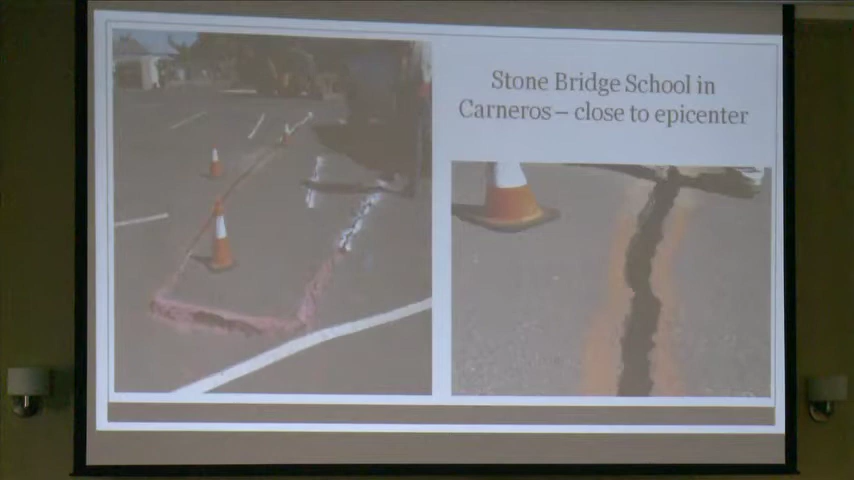 Stone Bridge School in
Carneros – close to epicenter